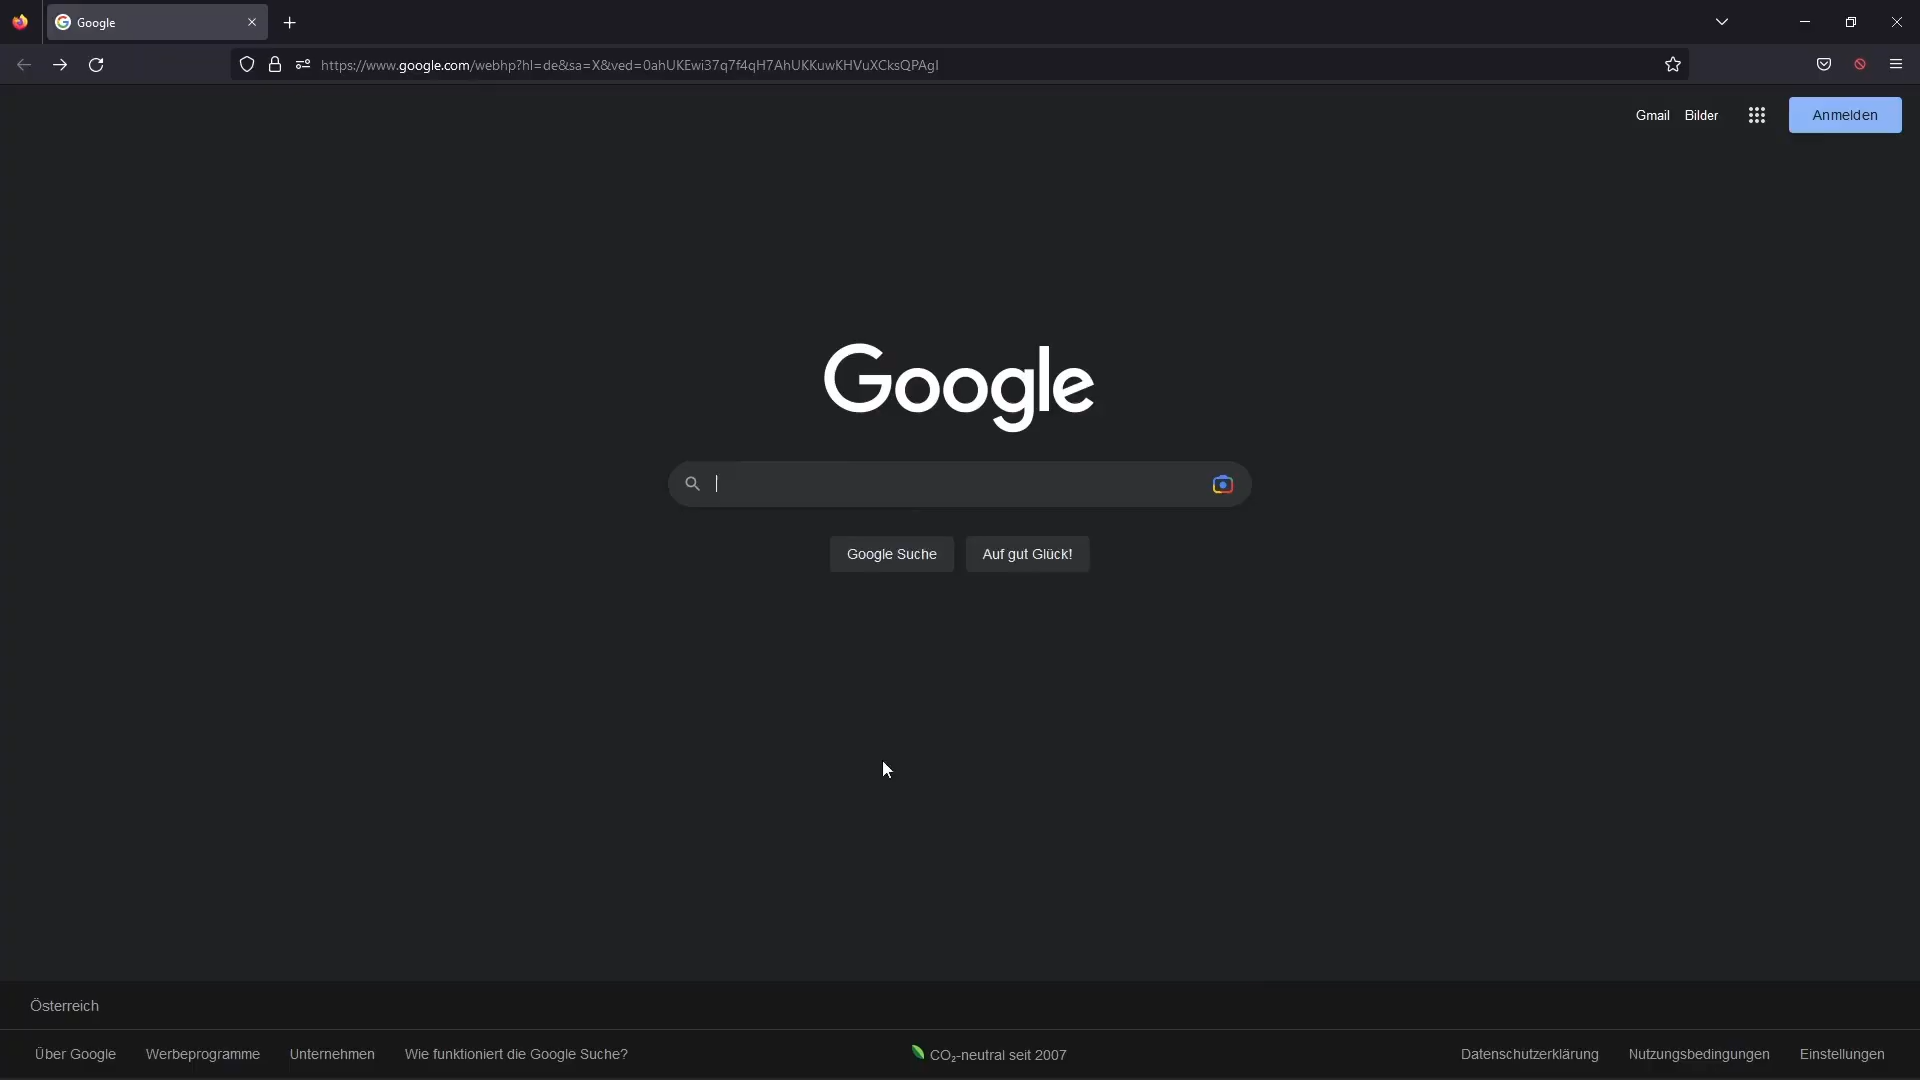 Google
https://www.google.com/webhp?hl=de&sa=X&ved=0ahUKEwi37q7f4qH7AhUKKuwKHVuXCksQPAgI
Gmail Bilder Anmelden
Google
Google Suche Auf gut Glück!
Österreich
Über Google Werbeprogramme Unternehmen Wie funktioniert die Google Suche? CO₂-neutral seit 2007 Datenschutzerklärung Nutzungsbedingungen Einstellungen